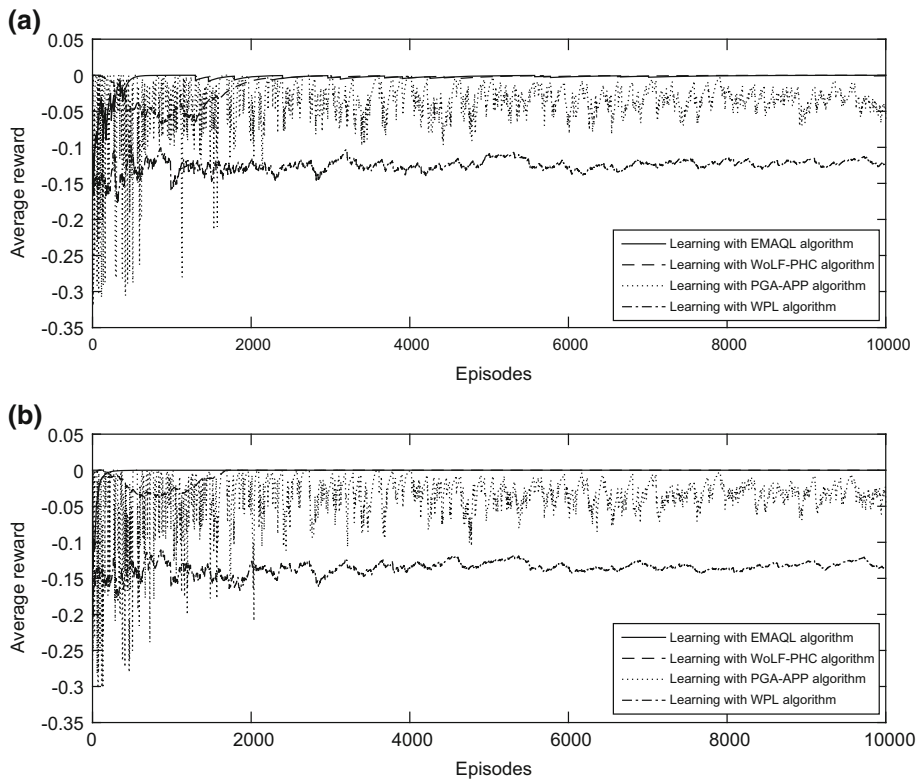 (a)
0.05
0
-0.05
-0.1
-0.15
-0.2
-0.25
-0.3
-0.35
Average reward
Learning with EMAQL algorithm
Learning with WoLF-PHC algorithm
Learning with PGA-APP algorithm
Learning with WPL algorithm
0 2000 4000 6000 8000 10000
Episodes
(b)
0.05
0
-0.05
-0.1
-0.15
-0.2
-0.25
-0.3
-0.35
Average reward
Learning with EMAQL algorithm
Learning with WoLF-PHC algorithm
Learning with PGA-APP algorithm
Learning with WPL algorithm
0 2000 4000 6000 8000 10000
Episodes